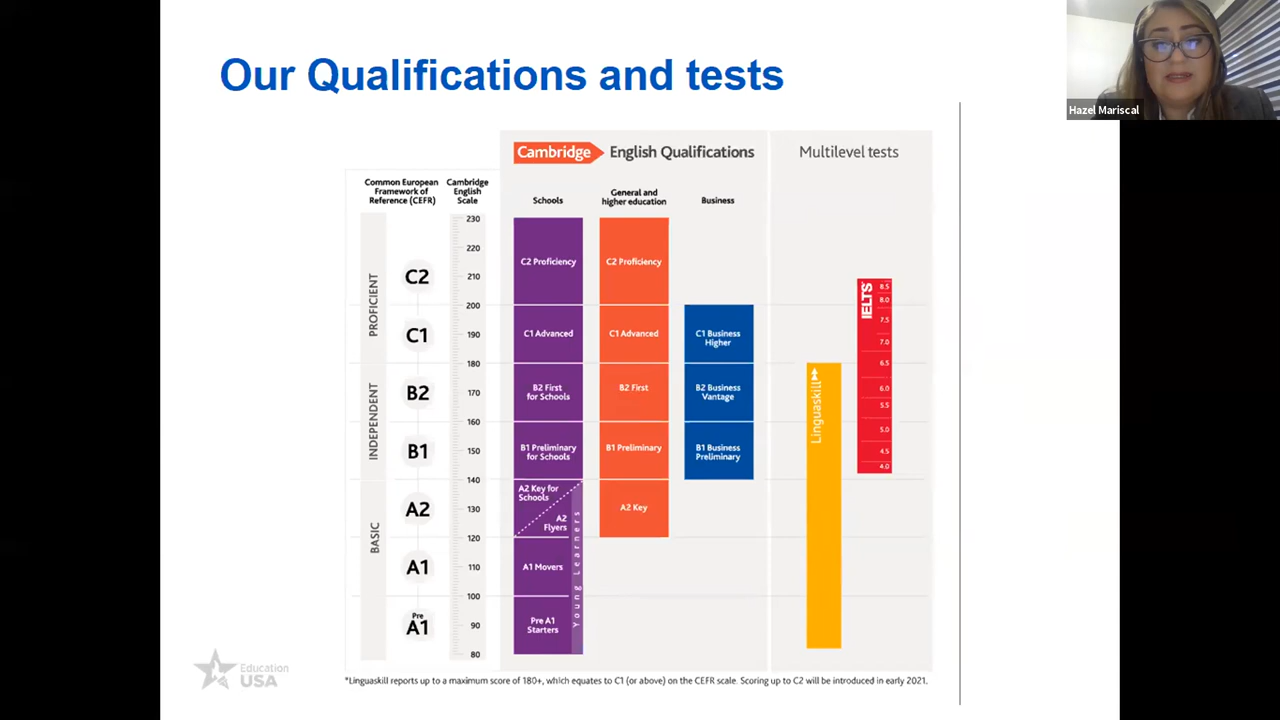 Our Qualifications and tests
Hazel Mariscal
Cambridge English Qualifications
Multilevel tests
Common European
Framework of
Reference (CEFR)
Cambridge
English
Scale
Schools
General and
higher education
Business
230
220
210
200
190
180
170
160
150
140
130
120
110
100
90
80
PROFICIENT
INDEPENDENT
BASIC
C2
C1
B2
B1
A2
A1
Pre
A1
C2 Proficiency
C1 Advanced
B2 First
for Schools
B1 Preliminary
for Schools
A2 Key for
Schools
A2
Flyers
A1 Movers
Pre A1
Starters
Young Learners
C2 Proficiency
C1 Advanced
B2 First
B1 Preliminary
A2 Key
C1 Business
Higher
B2 Business
Vantage
B1 Business
Preliminary
Linguaskill
IELTS
8.5
8.0
7.5
7.0
6.5
6.0
5.5
5.0
4.5
4.0
Education
USA
*Linguaskill reports up to a maximum score of 180+, which equates to C1 (or above) on the CEFR scale. Scoring up to C2 will be introduced in early 2021.